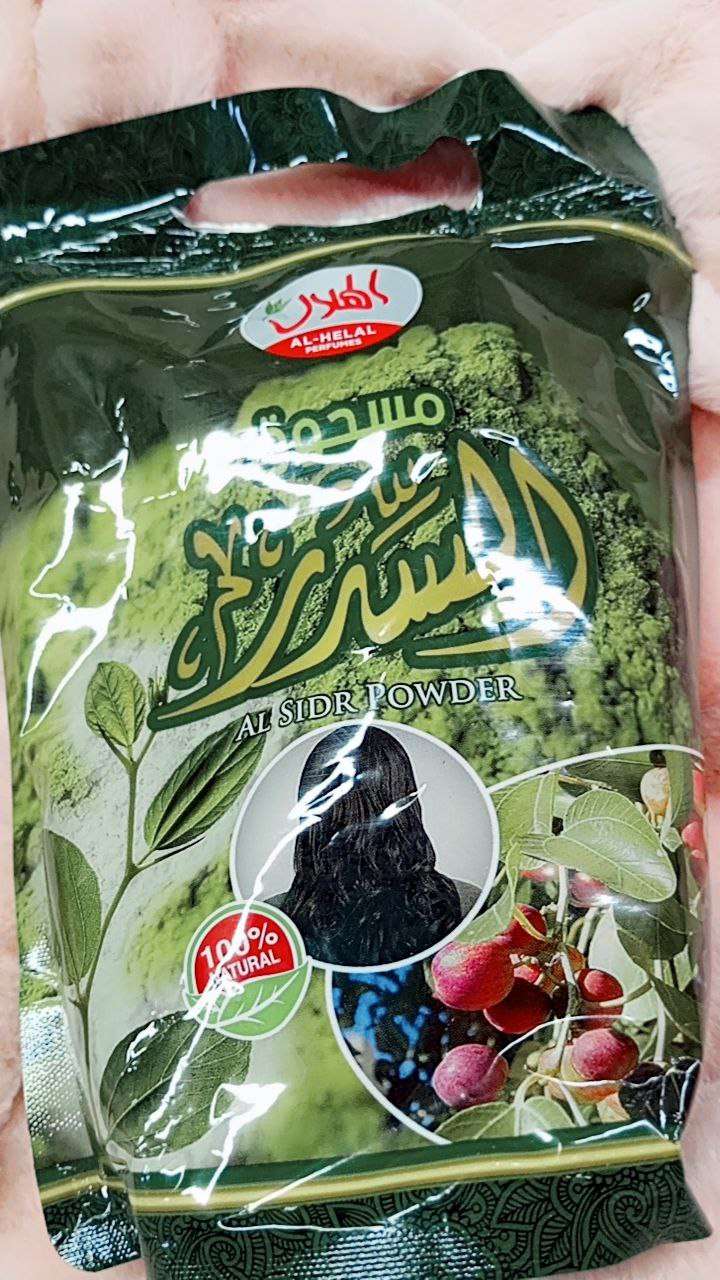 الهلال
AL-HELAL
PERFUMES
مسحوق
السدر
AL SIDR POWDER
100%
NATURAL